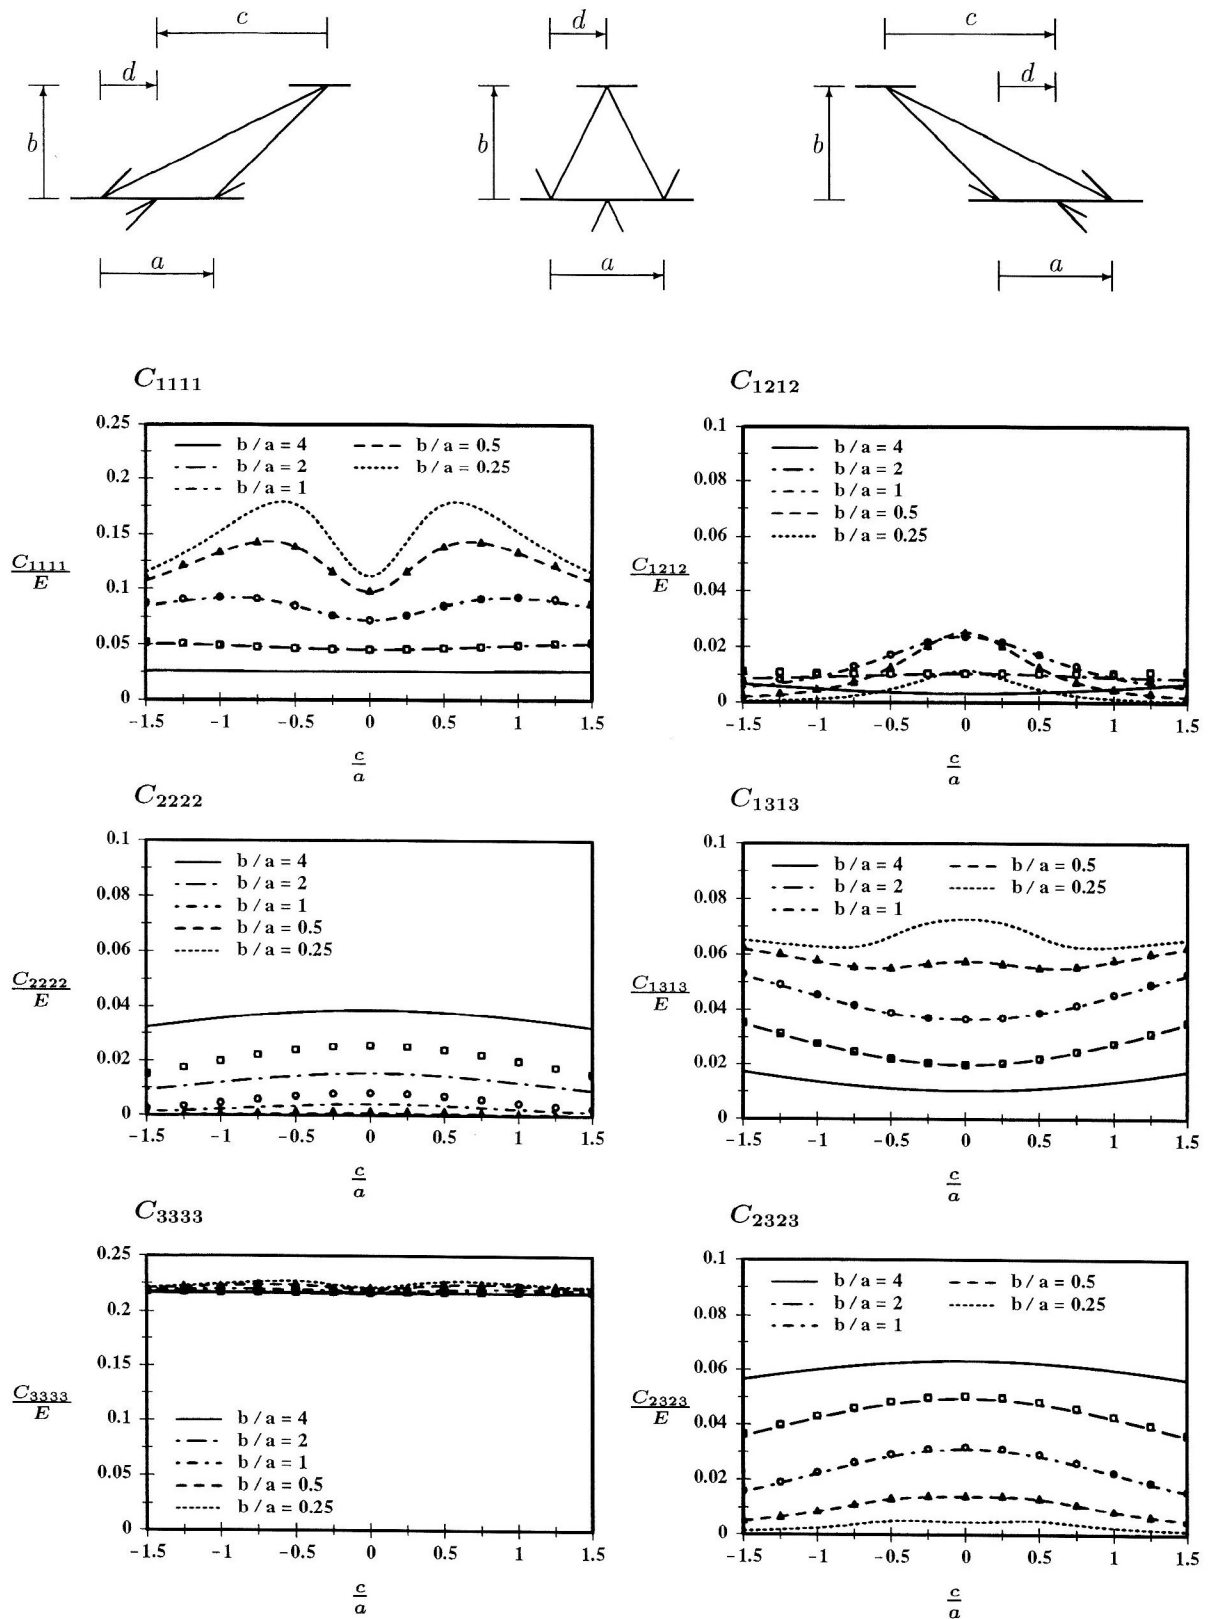 c d c
d d
b b b
a a a
C1111 C1212
0.25 b / a = 4 b / a = 0.5
b / a = 2 b / a = 0.25
0.2 b / a = 1
0.15
C1111/E
0.1
0.05
0
-1.5 -1 -0.5 0 0.5 1 1.5
c/a
0.1 b / a = 4
b / a = 2
0.08 b / a = 1
b / a = 0.5
0.06 b / a = 0.25
C1212/E
0.04
0.02
0
-1.5 -1 -0.5 0 0.5 1 1.5
c/a
C2222 C1313
0.1 b / a = 4
b / a = 2
0.08 b / a = 1
b / a = 0.5
0.06 b / a = 0.25
C2222/E
0.04
0.02
0
-1.5 -1 -0.5 0 0.5 1 1.5
c/a
0.1 b / a = 4 b / a = 0.5
b / a = 2 b / a = 0.25
0.08 b / a = 1
0.06
C1313/E
0.04
0.02
0
-1.5 -1 -0.5 0 0.5 1 1.5
c/a
C3333 C2323
0.25
0.2
0.15
C3333/E
0.1 b / a = 4
b / a = 2
0.05 b / a = 1
b / a = 0.5
b / a = 0.25
0
-1.5 -1 -0.5 0 0.5 1 1.5
c/a
0.1 b / a = 4 b / a = 0.5
b / a = 2 b / a = 0.25
0.08 b / a = 1
0.06
C2323/E
0.04
0.02
0
-1.5 -1 -0.5 0 0.5 1 1.5
c/a